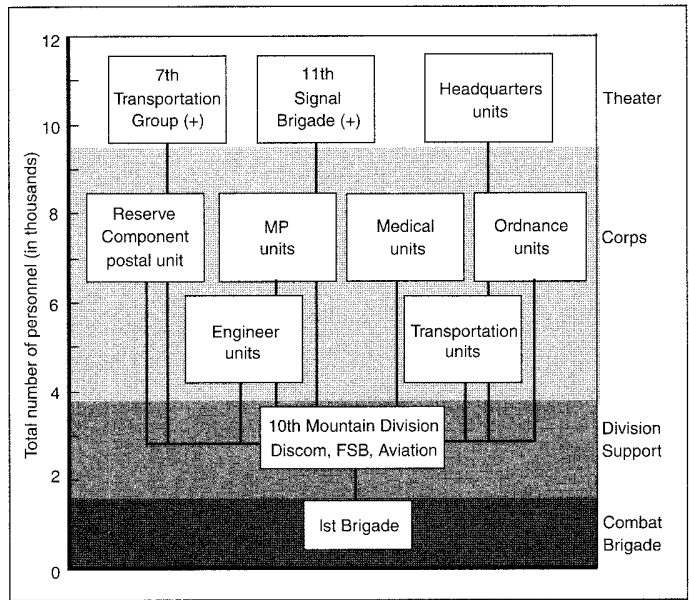 12
10
8
6
4
2
0
Total number of personnel (in thousands)
7th
Transportation
Group (+)
11th
Signal
Brigade (+)
Headquarters
units
Theater
Reserve
Component
postal unit
MP
units
Medical
units
Ordnance
units
Corps
Engineer
units
Transportation
units
10th Mountain Division
Discom, FSB, Aviation
Division
Support
Ist Brigade
Combat
Brigade